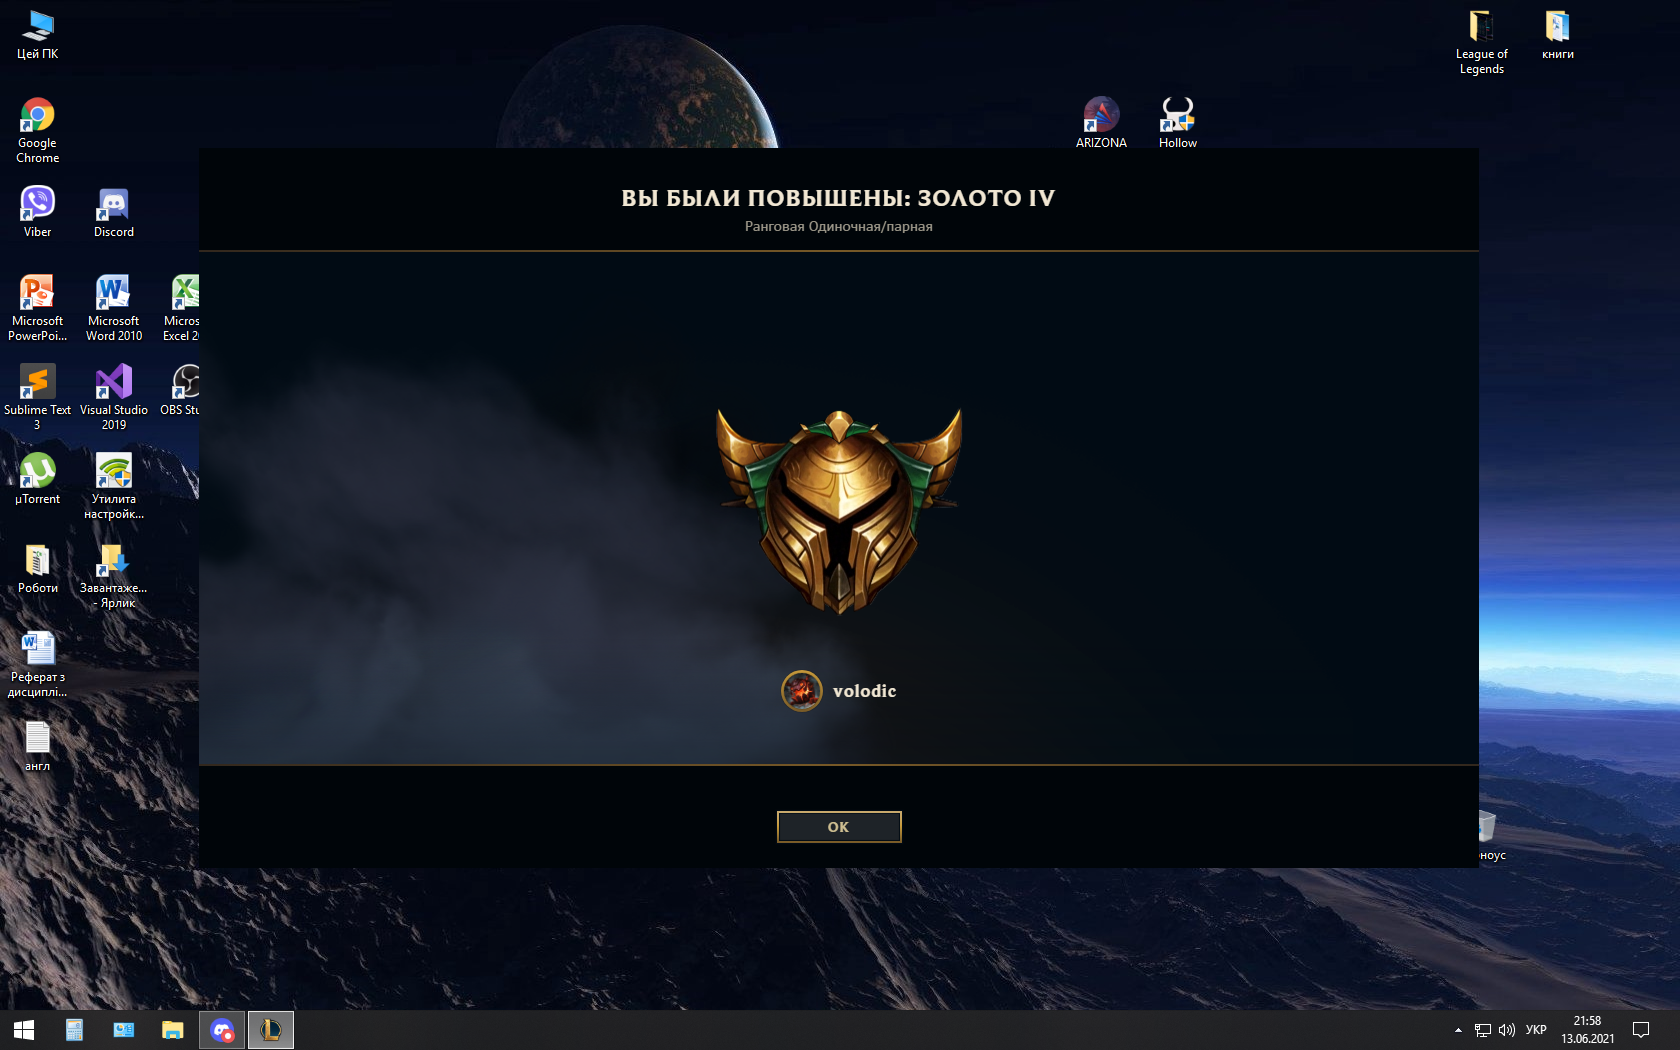 Цей ПК
League of
Legends
книги
Google
Chrome
ARIZONA
Hollow
Viber
Discord
ВЫ БЫЛИ ПОВЫШЕНЫ: ЗОЛОТО IV
Ранговая Одиночная/парная
Microsoft
PowerPoi...
Microsoft
Word 2010
Micros
Excel 2
Sublime Text
3
Visual Studio
2019
OBS Stu
µTorrent
Утилита
настройк...
Роботи
Завантаже...
- Ярлик
Реферат з
дисциплі...
volodic
англ
ОК
ноус
УКР
21:58
13.06.2021